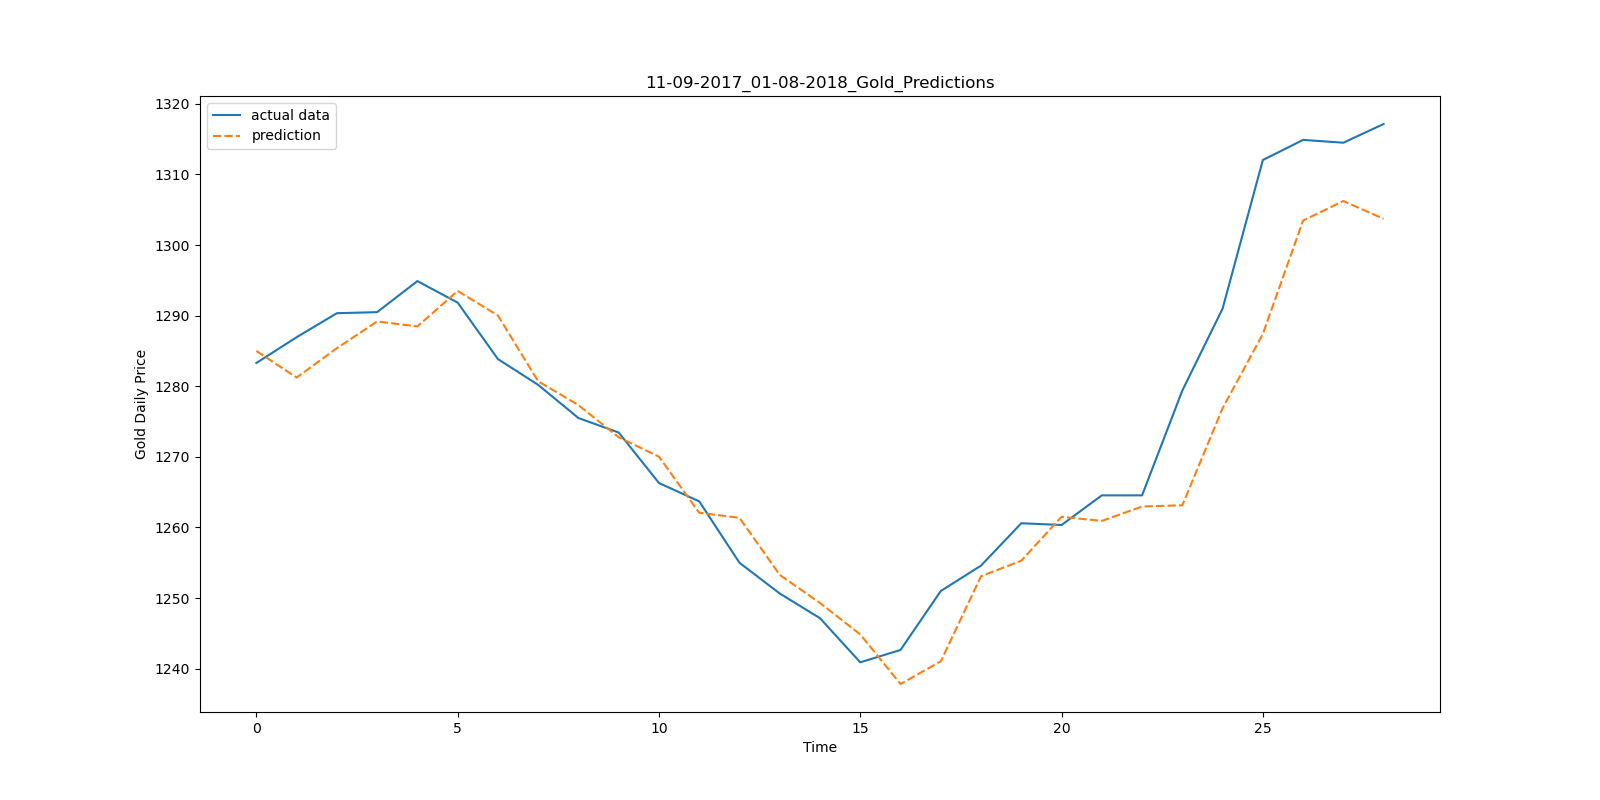 11-09-2017_01-08-2018_Gold_Predictions
actual data
prediction
Gold Daily Price
1320
1310
1300
1290
1280
1270
1260
1250
1240
0 5 10 15 20 25
Time